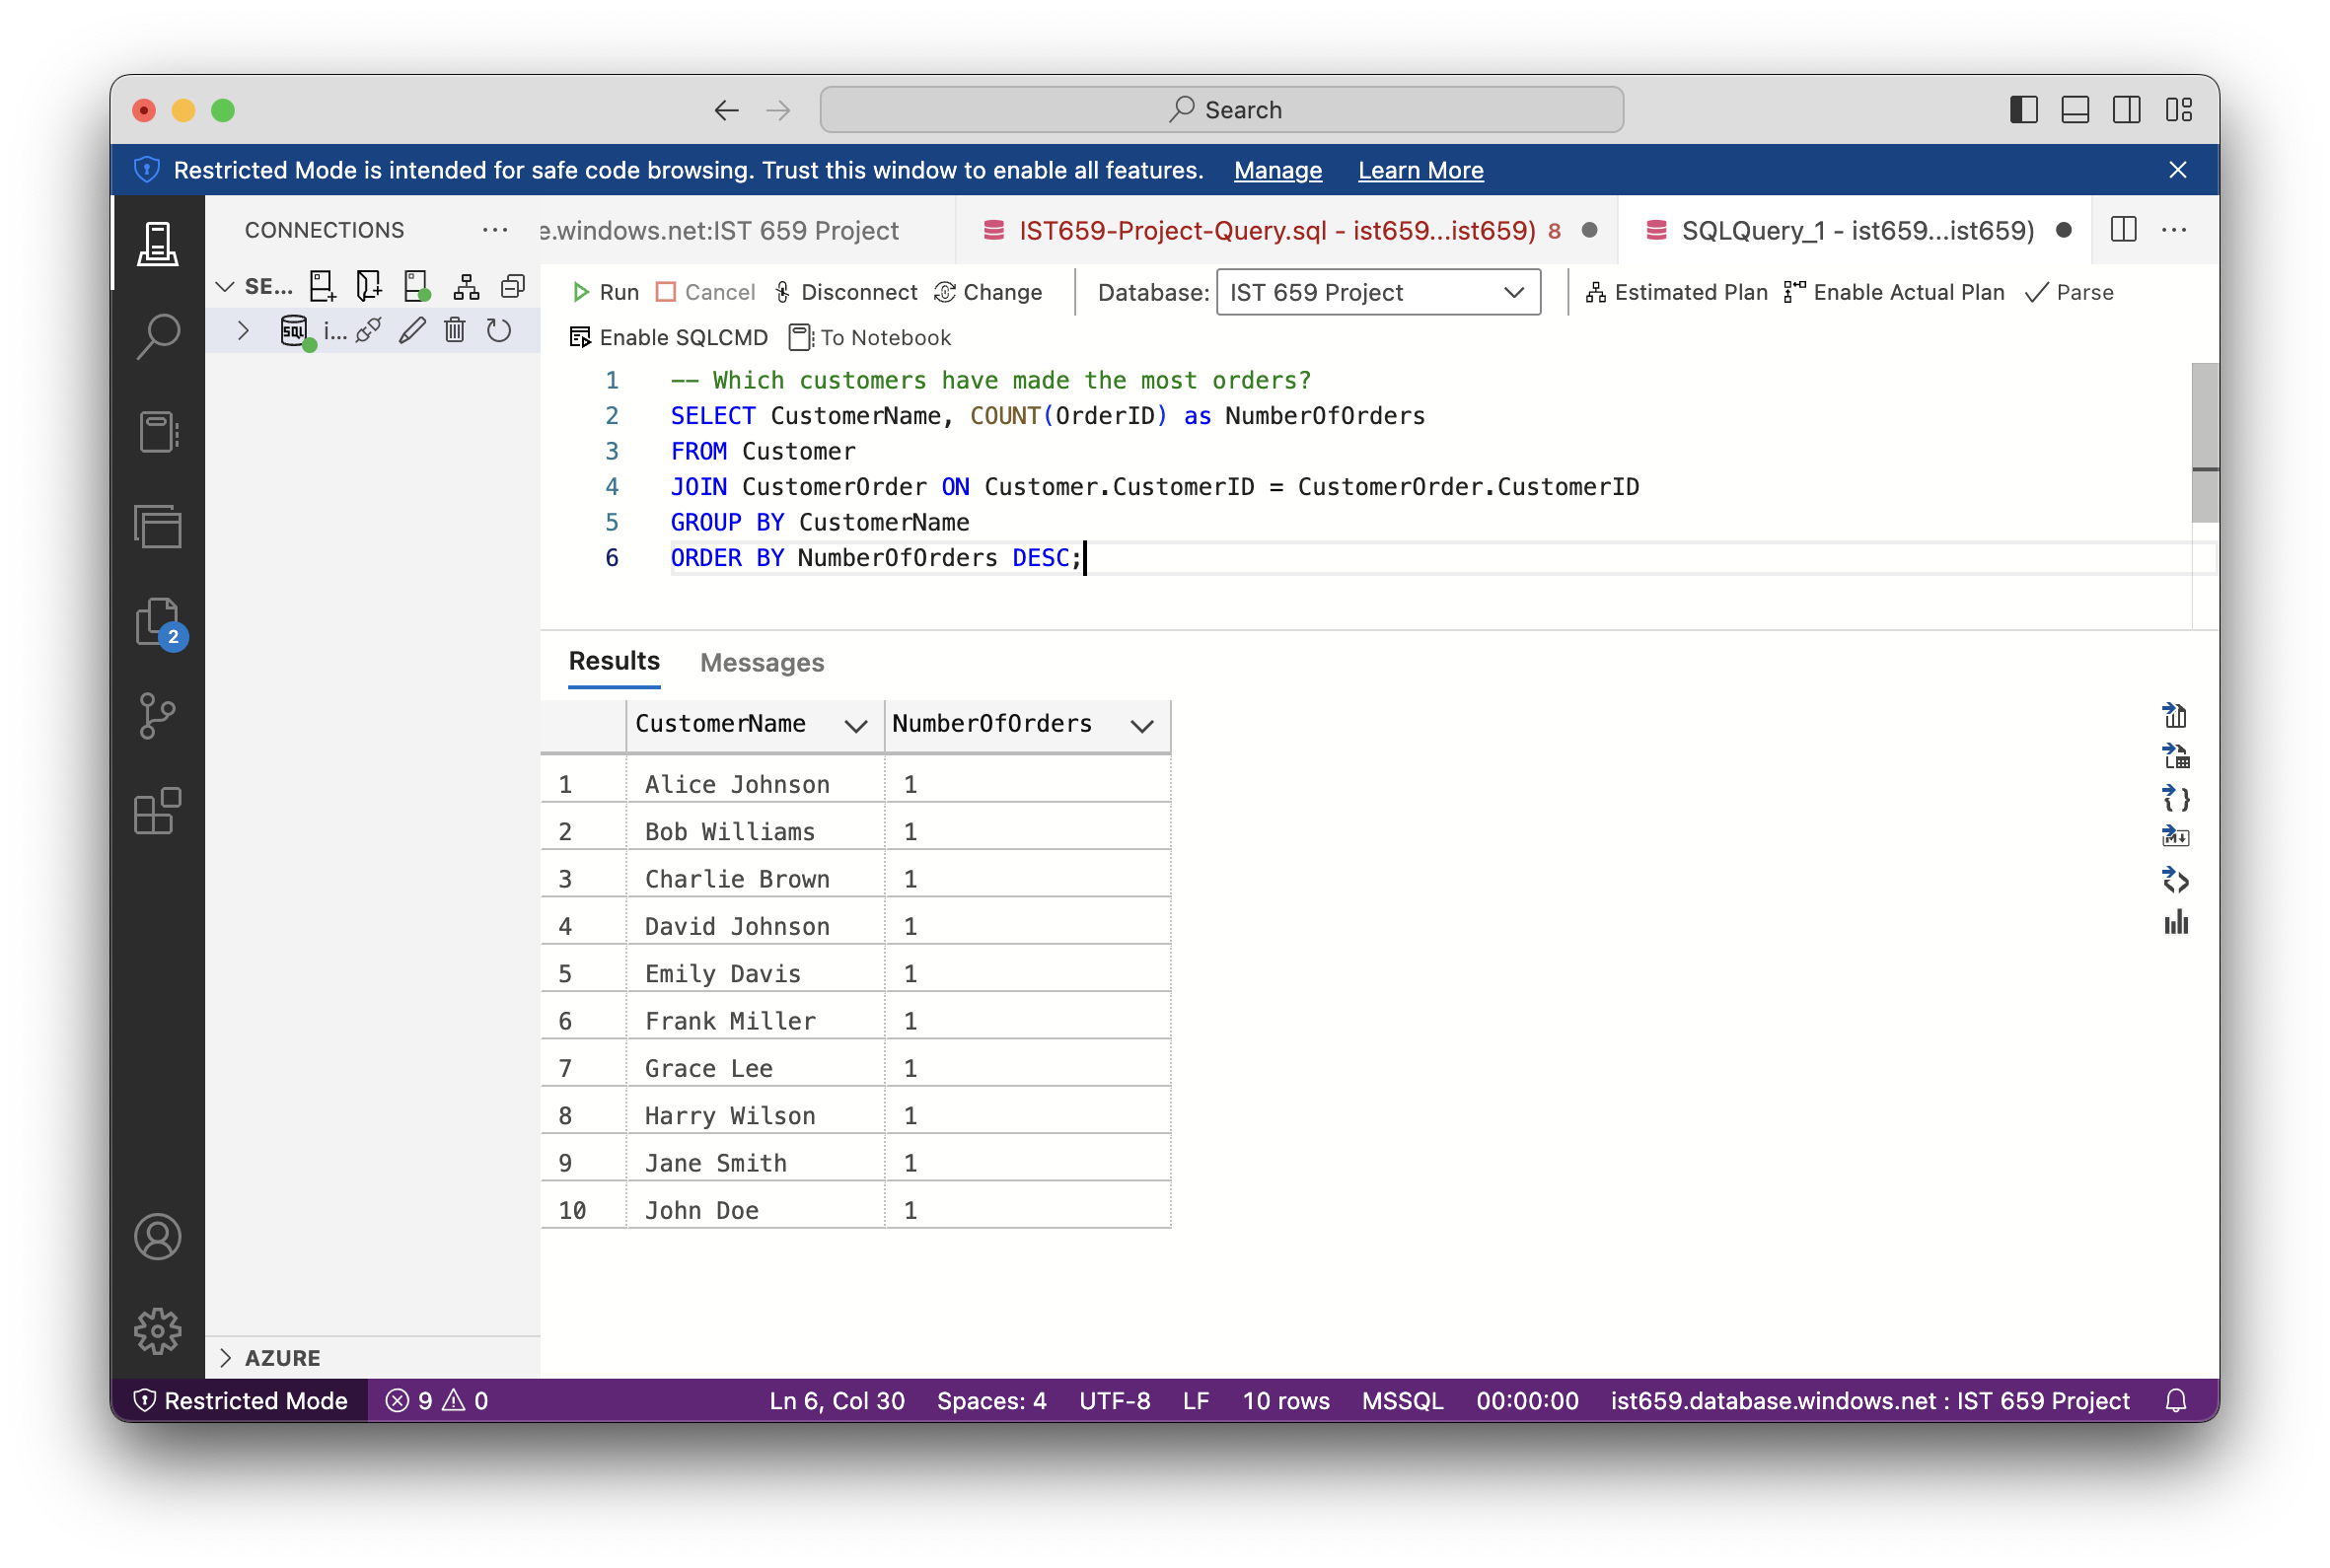 Search
Restricted Mode is intended for safe code browsing. Trust this window to enable all features. Manage Learn More
CONNECTIONS
e.windows.net:IST 659 Project
IST659-Project-Query.sql - ist659...ist659) 8
SQLQuery_1 - ist659...ist659)
SE...
SQL i...
Run Cancel Disconnect Change Database: IST 659 Project Estimated Plan Enable Actual Plan Parse
Enable SQLCMD To Notebook
1 -- Which customers have made the most orders?
2 SELECT CustomerName, COUNT(OrderID) as NumberOfOrders
3 FROM Customer
4 JOIN CustomerOrder ON Customer.CustomerID = CustomerOrder.CustomerID
5 GROUP BY CustomerName
6 ORDER BY NumberOfOrders DESC;
2
Results Messages
CustomerName NumberOfOrders
1 Alice Johnson 1
2 Bob Williams 1
3 Charlie Brown 1
4 David Johnson 1
5 Emily Davis 1
6 Frank Miller 1
7 Grace Lee 1
8 Harry Wilson 1
9 Jane Smith 1
10 John Doe 1
AZURE
Restricted Mode 9 0 Ln 6, Col 30 Spaces: 4 UTF-8 LF 10 rows MSSQL 00:00:00 ist659.database.windows.net : IST 659 Project